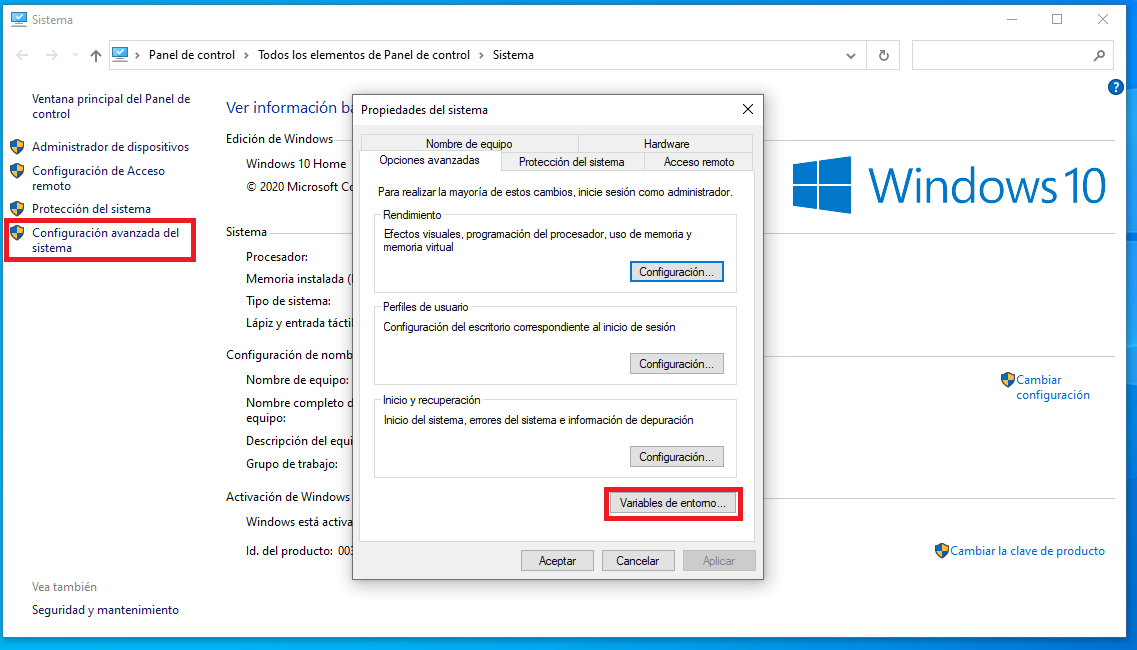 Sistema
Panel de control
Todos los elementos de Panel de control
Sistema
Ventana principal del Panel de
control
Administrador de dispositivos
Configuración de Acceso
remoto
Protección del sistema
Configuración avanzada del
sistema
Vea también
Seguridad y mantenimiento
Ver información
Edición de Windows
Windows 10 Home
© 2020 Microsoft
Sistema
Procesador:
Memoria instalada
Tipo de sistema:
Lápiz y entrada táctil
Configuración de
Nombre de equipo:
Nombre completo
equipo:
Descripción del
Grupo de trabajo:
Activación de Windows
Windows está
Id. del producto: 003
Propiedades del sistema
Nombre de equipo
Hardware
Opciones avanzadas
Protección del sistema
Acceso remoto
Para realizar la mayoría de estos cambios, inicie sesión como administrador.
Rendimiento
Efectos visuales, programación del procesador, uso de memoria y
memoria virtual
Configuración...
Perfiles de usuario
Configuración del escritorio correspondiente al inicio de sesión
Configuración...
Inicio y recuperación
Inicio del sistema, errores del sistema e información de depuración
Configuración...
Variables de entorno...
Aceptar
Cancelar
Aplicar
?
Windows 10
Cambiar
configuración
Cambiar la clave de producto